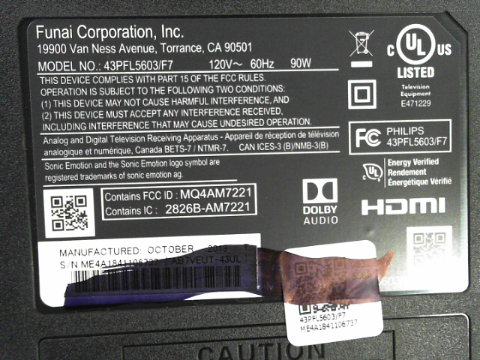 Funai Corporation, Inc.
19900 Van Ness Avenue, Torrance, CA 90501
MODEL NO.: 43PFL5603/F7 120V~ 60Hz 90W
THIS DEVICE COMPLIES WITH PART 15 OF THE FCC RULES.
OPERATION IS SUBJECT TO THE FOLLOWING TWO CONDITIONS:
(1) THIS DEVICE MAY NOT CAUSE HARMFUL INTERFERENCE, AND
(2) THIS DEVICE MUST ACCEPT ANY INTERFERENCE RECEIVED,
INCLUDING INTERFERENCE THAT MAY CAUSE UNDESIRED OPERATION.
Analog and Digital Television Receiving Apparatus - Appareil de réception de télévision
analogique et numérique, Canada BETS-7 / NTMR-7. CAN ICES-3 (B)/NMB-3(B)
Sonic Emotion and the Sonic Emotion logo symbol are
registered trademarks of sonic emotion ag.
C UL US
LISTED
Television
Equipment
E471229
FC PHILIPS
43PFL5603/F7
UL Energy Verified
Rendement
Énergétique Vérifié
Contains FCC ID : MQ4AM7221
Contains IC : 2826B-AM7221
DOLBY
AUDIO
HDMI
MANUFACTURED: OCTOBER
S/N ME4A1841106737
43PFL5603/F7
ME4A1841106737
CAUTION